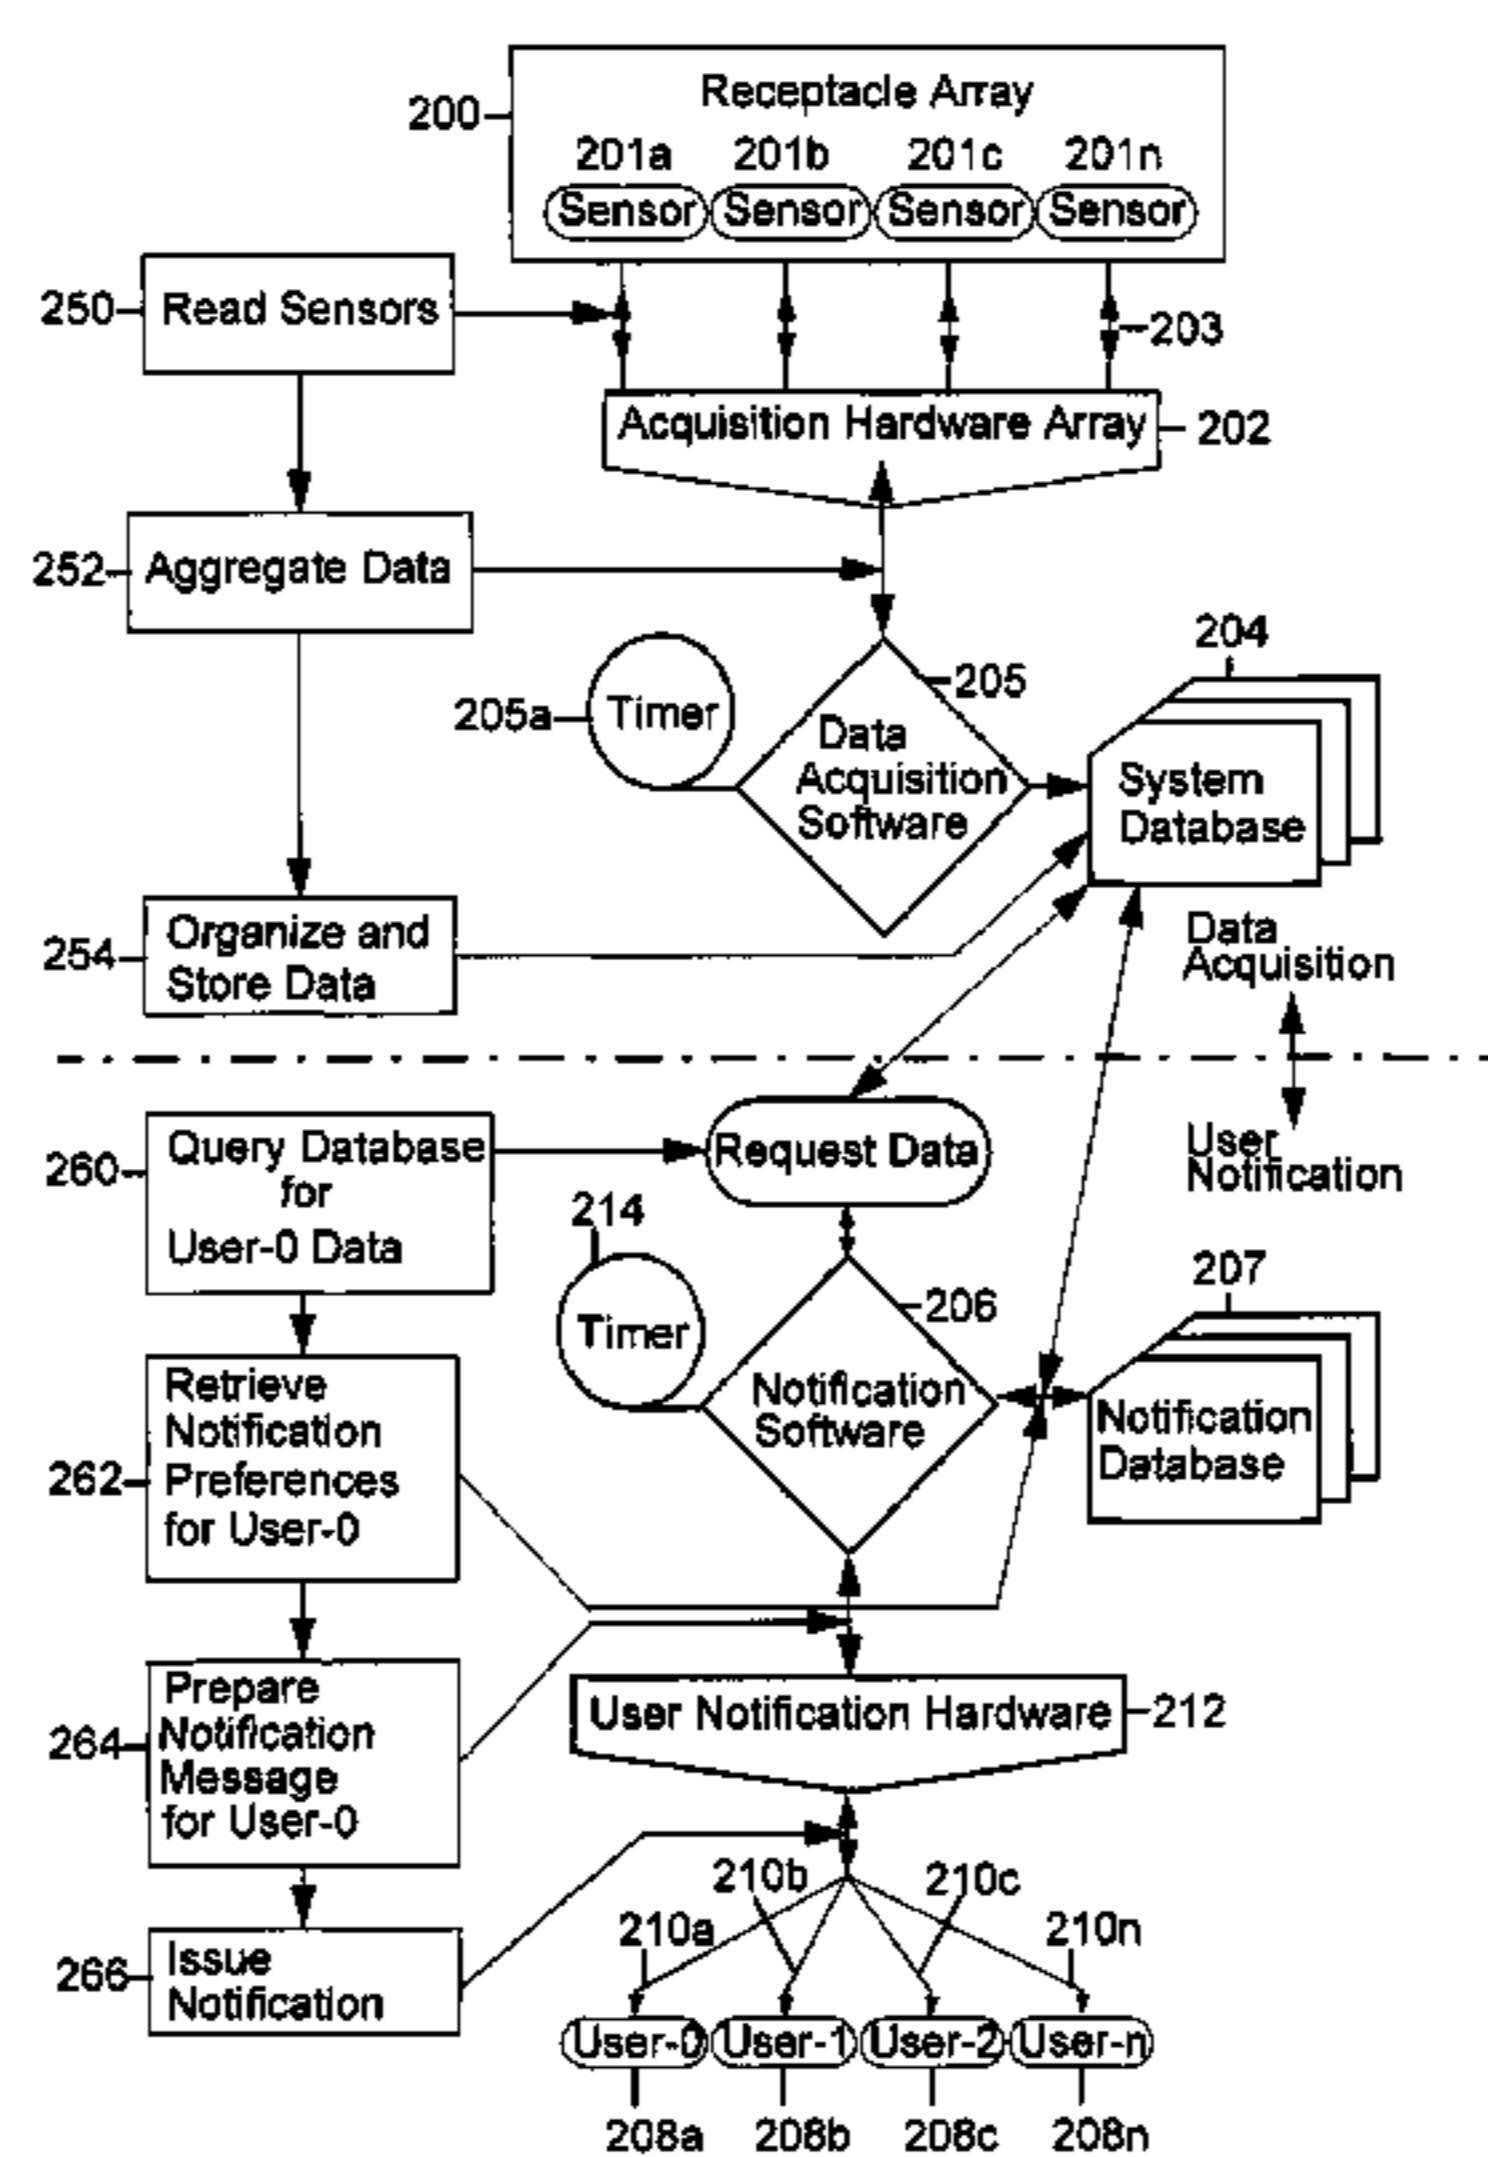 Receptacle Array
200
201a 201b 201c 201n
Sensor Sensor Sensor Sensor
250 Read Sensors
203
Acquisition Hardware Array 202
252 Aggregate Data
204
205
205a Timer
Data
Acquisition
Software
System
Database
254
Organize and
Store Data
Data
Acquisition
User
Notification
260
Query Database
for
User-0 Data
Request Data
214
Timer
206
207
Notification
Software
Notification
Database
262
Retrieve
Notification
Preferences
for User-0
264
Prepare
Notification
Message
for User-0
User Notification Hardware 212
266
Issue
Notification
210a 210b 210c 210n
User-0 User-1 User-2 User-n
208a 208b 208c 208n